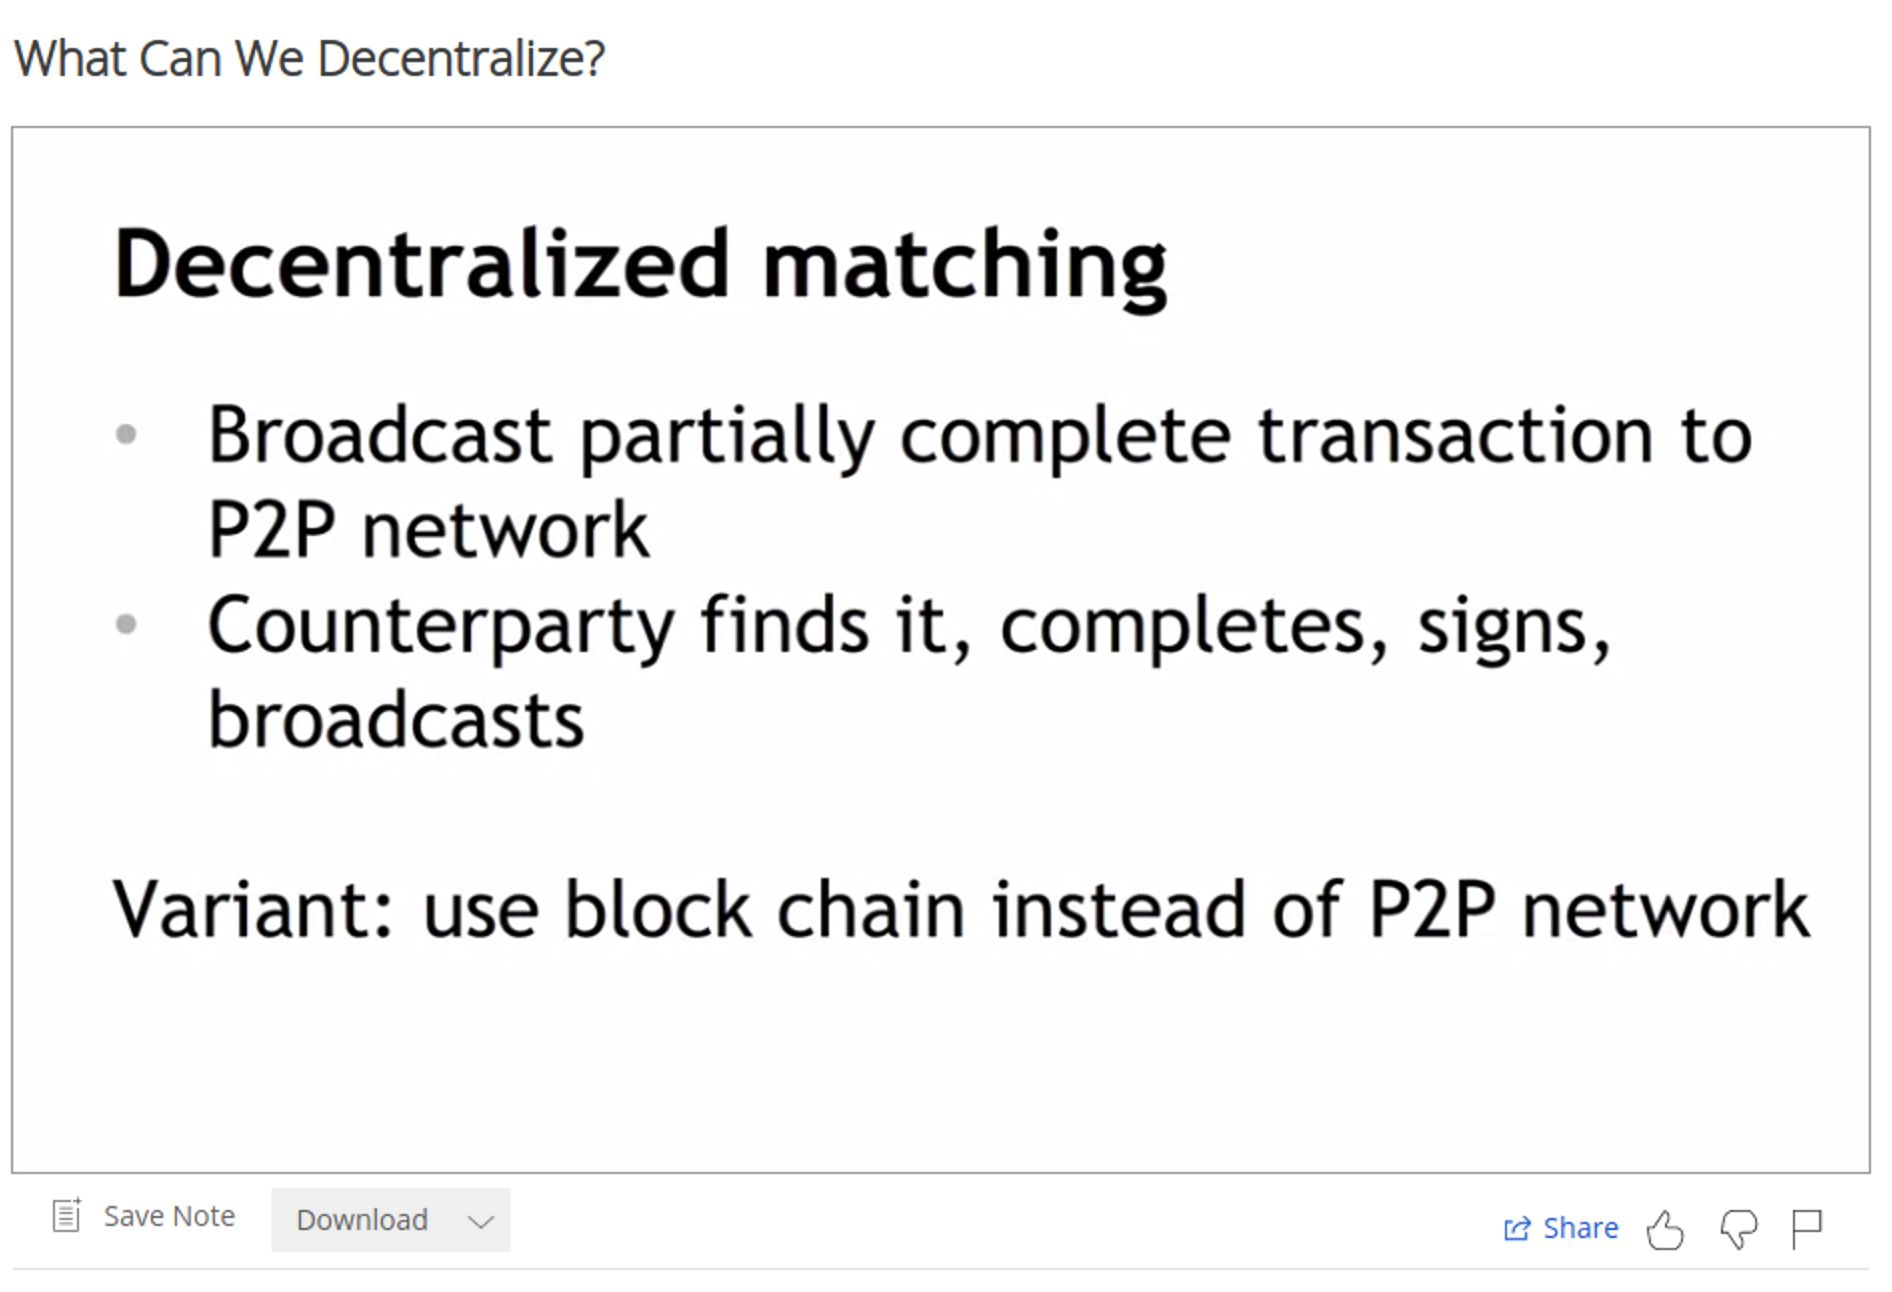 What Can We Decentralize?
Decentralized matching
• Broadcast partially complete transaction to
P2P network
• Counterparty finds it, completes, signs,
broadcasts
Variant: use block chain instead of P2P network
Save Note
Download
Share